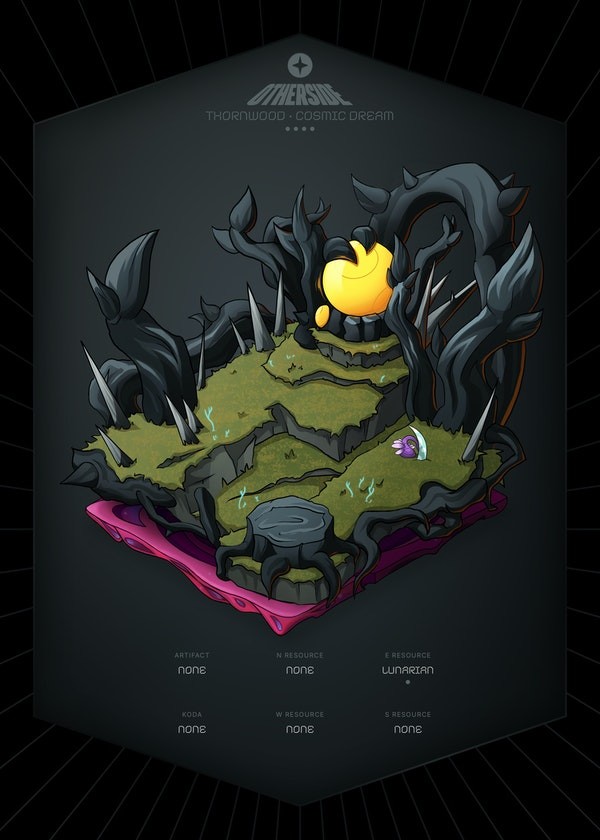 OTHERSIDE
THORNWOOD · COSMIC DREAM
ARTIFACT N RESOURCE E RESOURCE
NONE NONE LUNARIAN
KODA W RESOURCE S RESOURCE
NONE NONE NONE